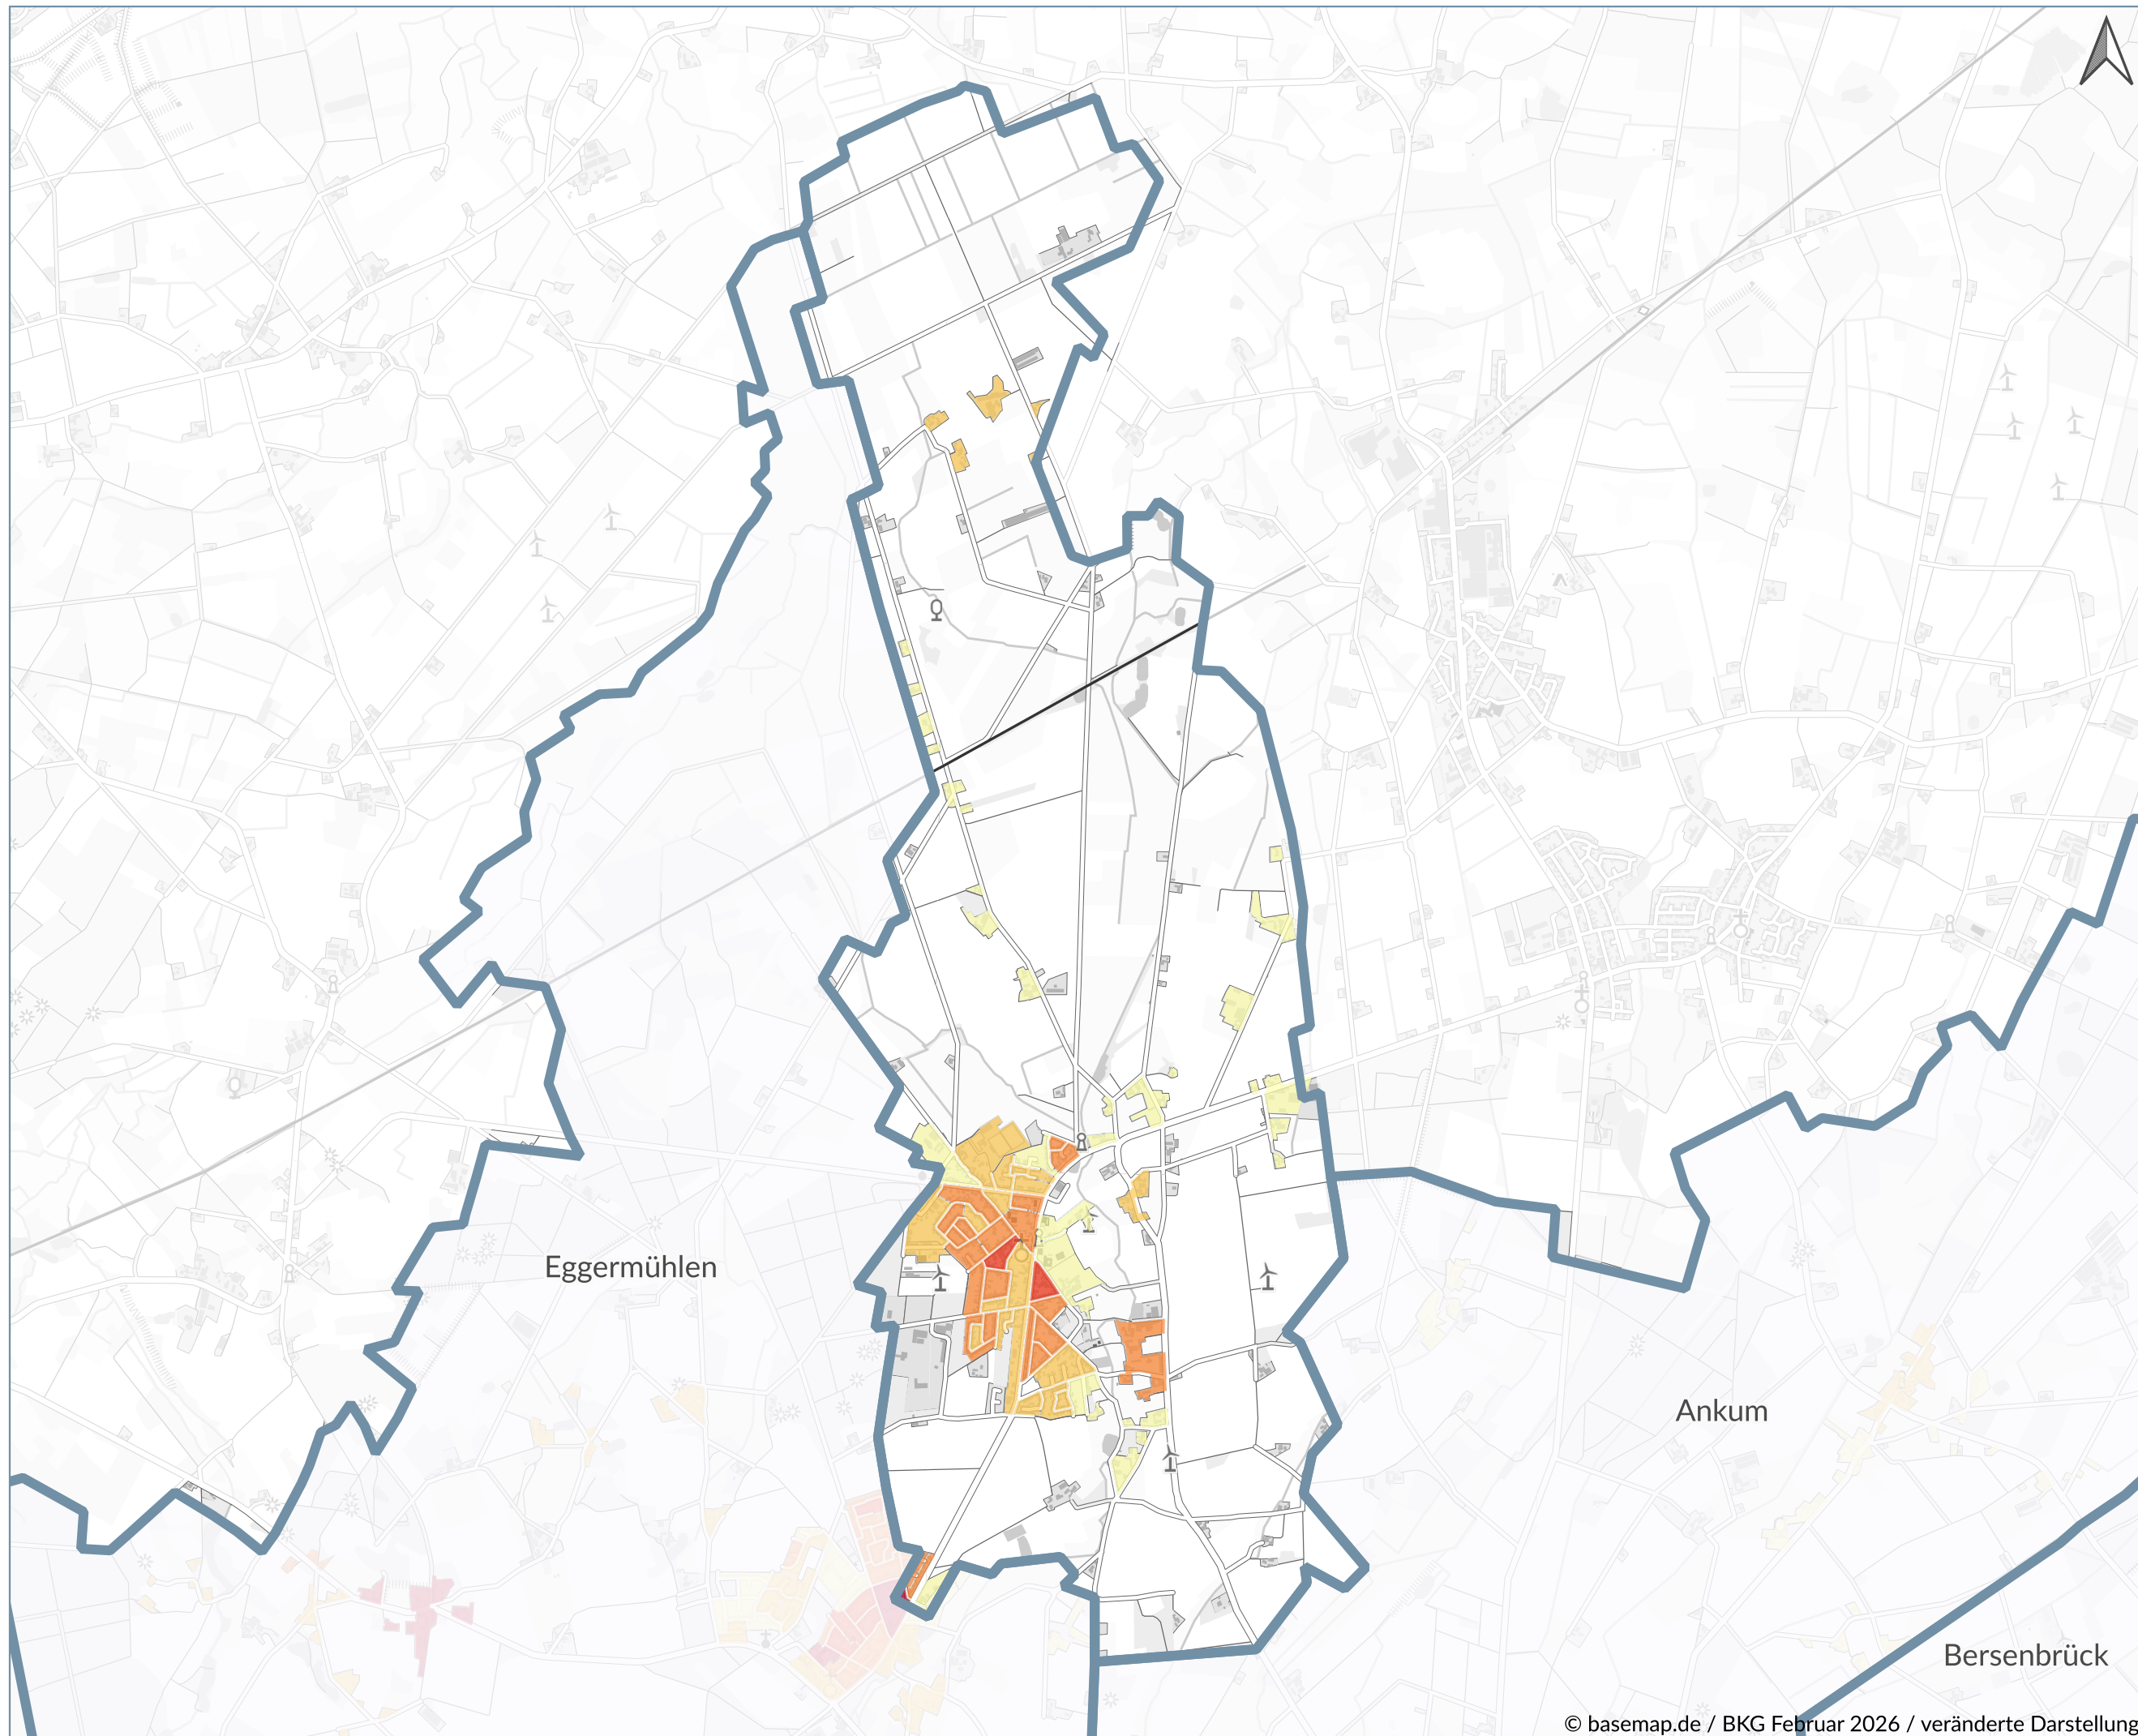 Eggermühlen
Ankum
Bersenbrück
© basemap.de / BKG Februar 2026 / veränderte Darstellung